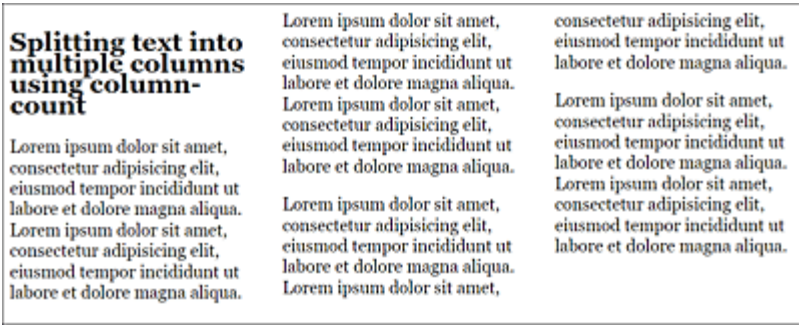 Splitting text into
multiple columns
using column-
count
Lorem ipsum dolor sit amet,
consectetur adipisicing elit,
eiusmod tempor incididunt ut
labore et dolore magna aliqua.
Lorem ipsum dolor sit amet,
consectetur adipisicing elit,
eiusmod tempor incididunt ut
labore et dolore magna aliqua.
Lorem ipsum dolor sit amet,
consectetur adipisicing elit,
eiusmod tempor incididunt ut
labore et dolore magna aliqua.
Lorem ipsum dolor sit amet,
consectetur adipisicing elit,
eiusmod tempor incididunt ut
labore et dolore magna aliqua.
Lorem ipsum dolor sit amet,
consectetur adipisicing elit,
eiusmod tempor incididunt ut
labore et dolore magna aliqua.
Lorem ipsum dolor sit amet,
consectetur adipisicing elit,
eiusmod tempor incididunt ut
labore et dolore magna aliqua.
Lorem ipsum dolor sit amet,
consectetur adipisicing elit,
eiusmod tempor incididunt ut
labore et dolore magna aliqua.
Lorem ipsum dolor sit amet,
consectetur adipisicing elit,
eiusmod tempor incididunt ut
labore et dolore magna aliqua.